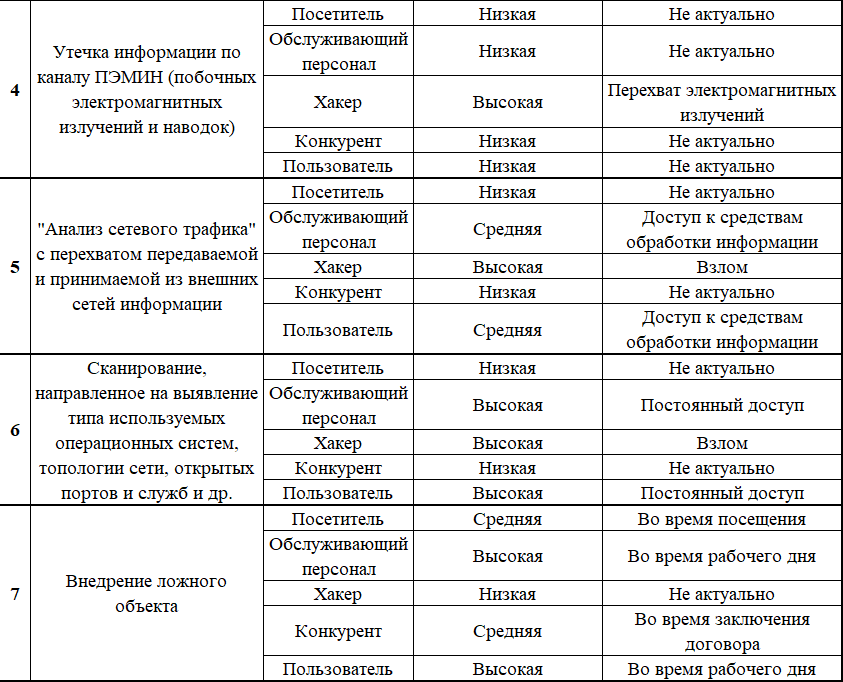 4
Утечка информации по
каналу ПЭМИН (побочных
электромагнитных
излучений и наводок)
Посетитель Низкая Не актуально
Обслуживающий
персонал
Низкая Не актуально
Хакер Высокая
Перехват электромагнитных
излучений
Конкурент Низкая Не актуально
Пользователь Низкая Не актуально
5
"Анализ сетевого трафика"
с перехватом передаваемой
и принимаемой из внешних
сетей информации
Посетитель Низкая Не актуально
Обслуживающий
персонал
Средняя
Доступ к средствам
обработки информации
Хакер Высокая Взлом
Конкурент Низкая Не актуально
Пользователь Средняя
Доступ к средствам
обработки информации
6
Сканирование,
направленное на выявление
типа используемых
операционных систем,
топологии сети, открытых
портов и служб и др.
Посетитель Низкая Не актуально
Обслуживающий
персонал
Высокая Постоянный доступ
Хакер Высокая Взлом
Конкурент Низкая Не актуально
Пользователь Высокая Постоянный доступ
7
Внедрение ложного
объекта
Посетитель Средняя Во время посещения
Обслуживающий
персонал
Высокая Во время рабочего дня
Хакер Низкая Не актуально
Конкурент Средняя
Во время заключения
договора
Пользователь Высокая Во время рабочего дня